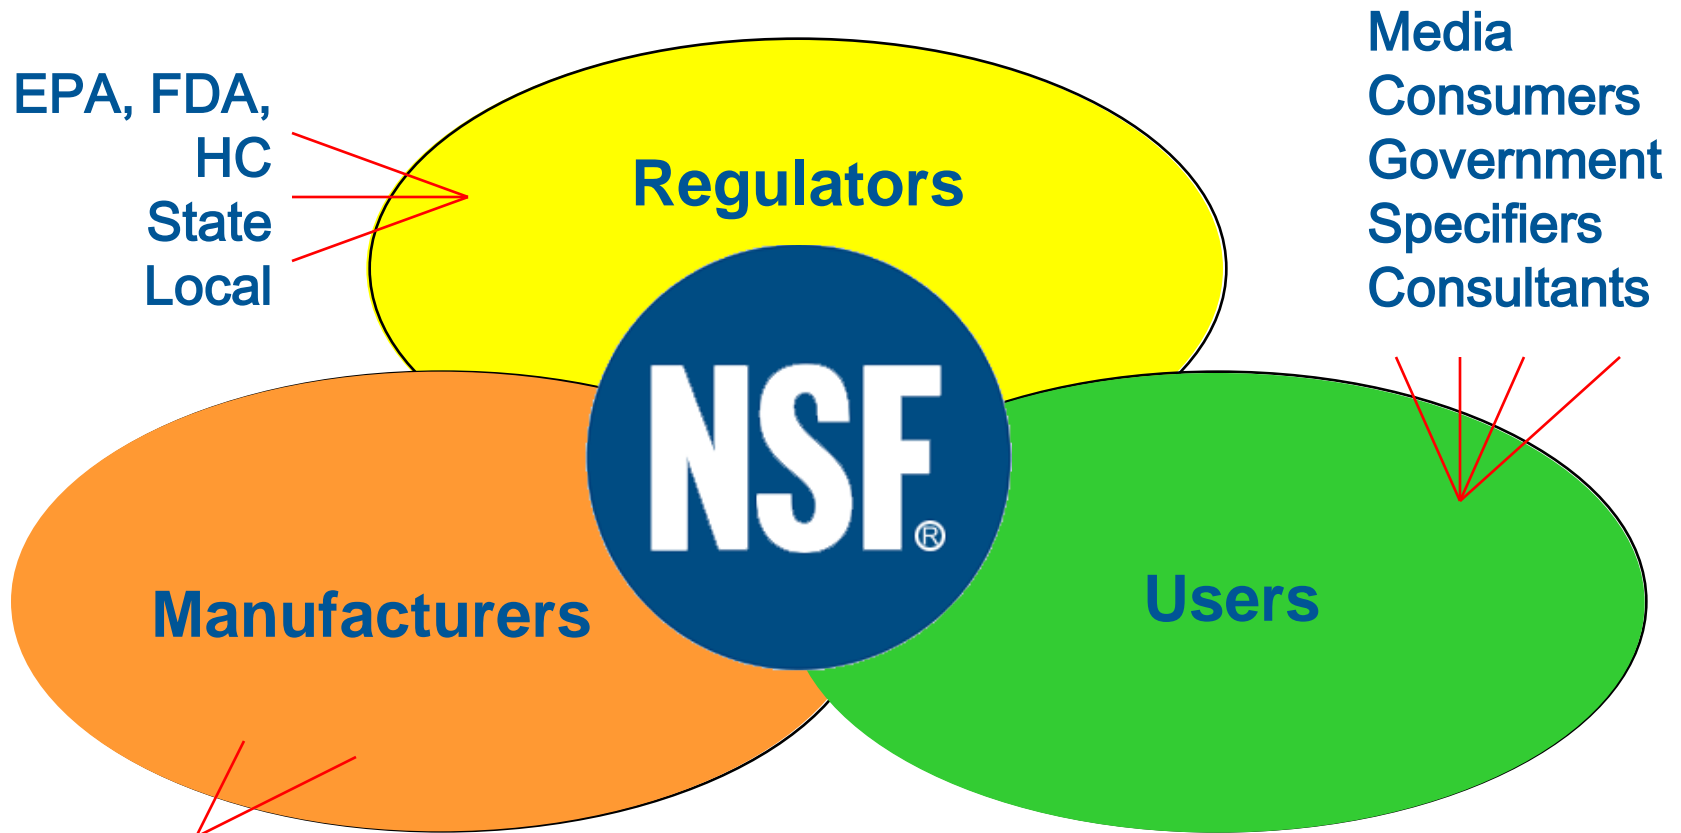 EPA, FDA,
HC
State
Local
Regulators
Media
Consumers
Government
Specifiers
Consultants
NSF®
Manufacturers
Users